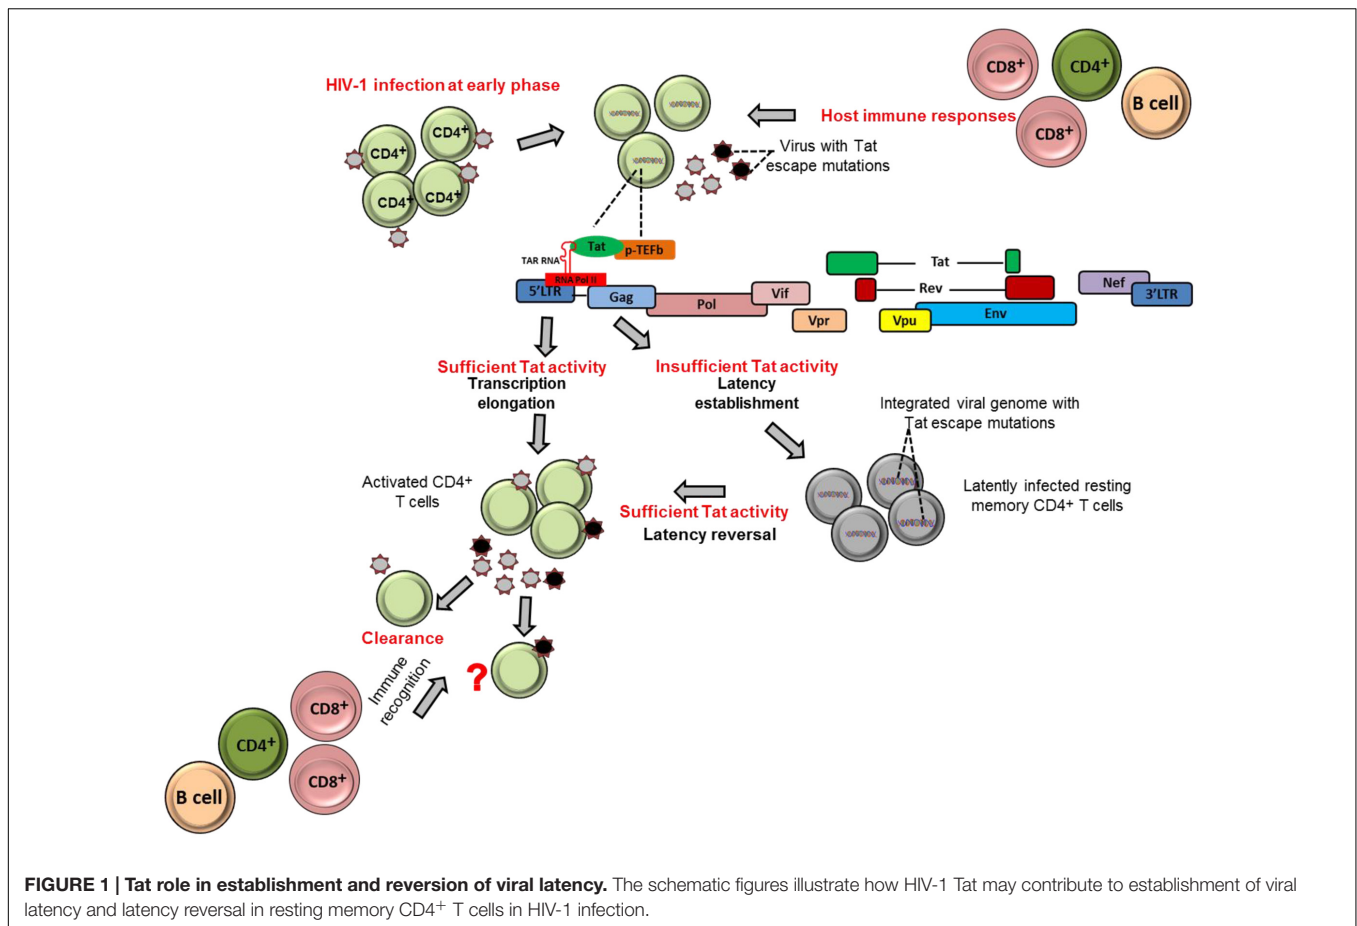 HIV-1 infection at early phase
CD4+
CD4+
CD4+
CD4+
CD8+
CD4+
B cell
CD8+
Host immune responses
Virus with Tat
escape mutations
Tat
p-TEFb
TAR RNA
RNA Pol II
5'LTR
Gag
Pol
Vif
Vpr
Tat
Rev
Vpu
Env
Nef
3'LTR
Sufficient Tat activity
Transcription
elongation
Insufficient Tat activity
Latency
establishment
Integrated viral genome with
Tat escape mutations
Activated CD4+
T cells
Sufficient Tat activity
Latency reversal
Latently infected resting
memory CD4+ T cells
Clearance
Immune
recognition
?
CD8+
CD4+
CD8+
B cell
FIGURE 1 | Tat role in establishment and reversion of viral latency. The schematic figures illustrate how HIV-1 Tat may contribute to establishment of viral
latency and latency reversal in resting memory CD4+ T cells in HIV-1 infection.